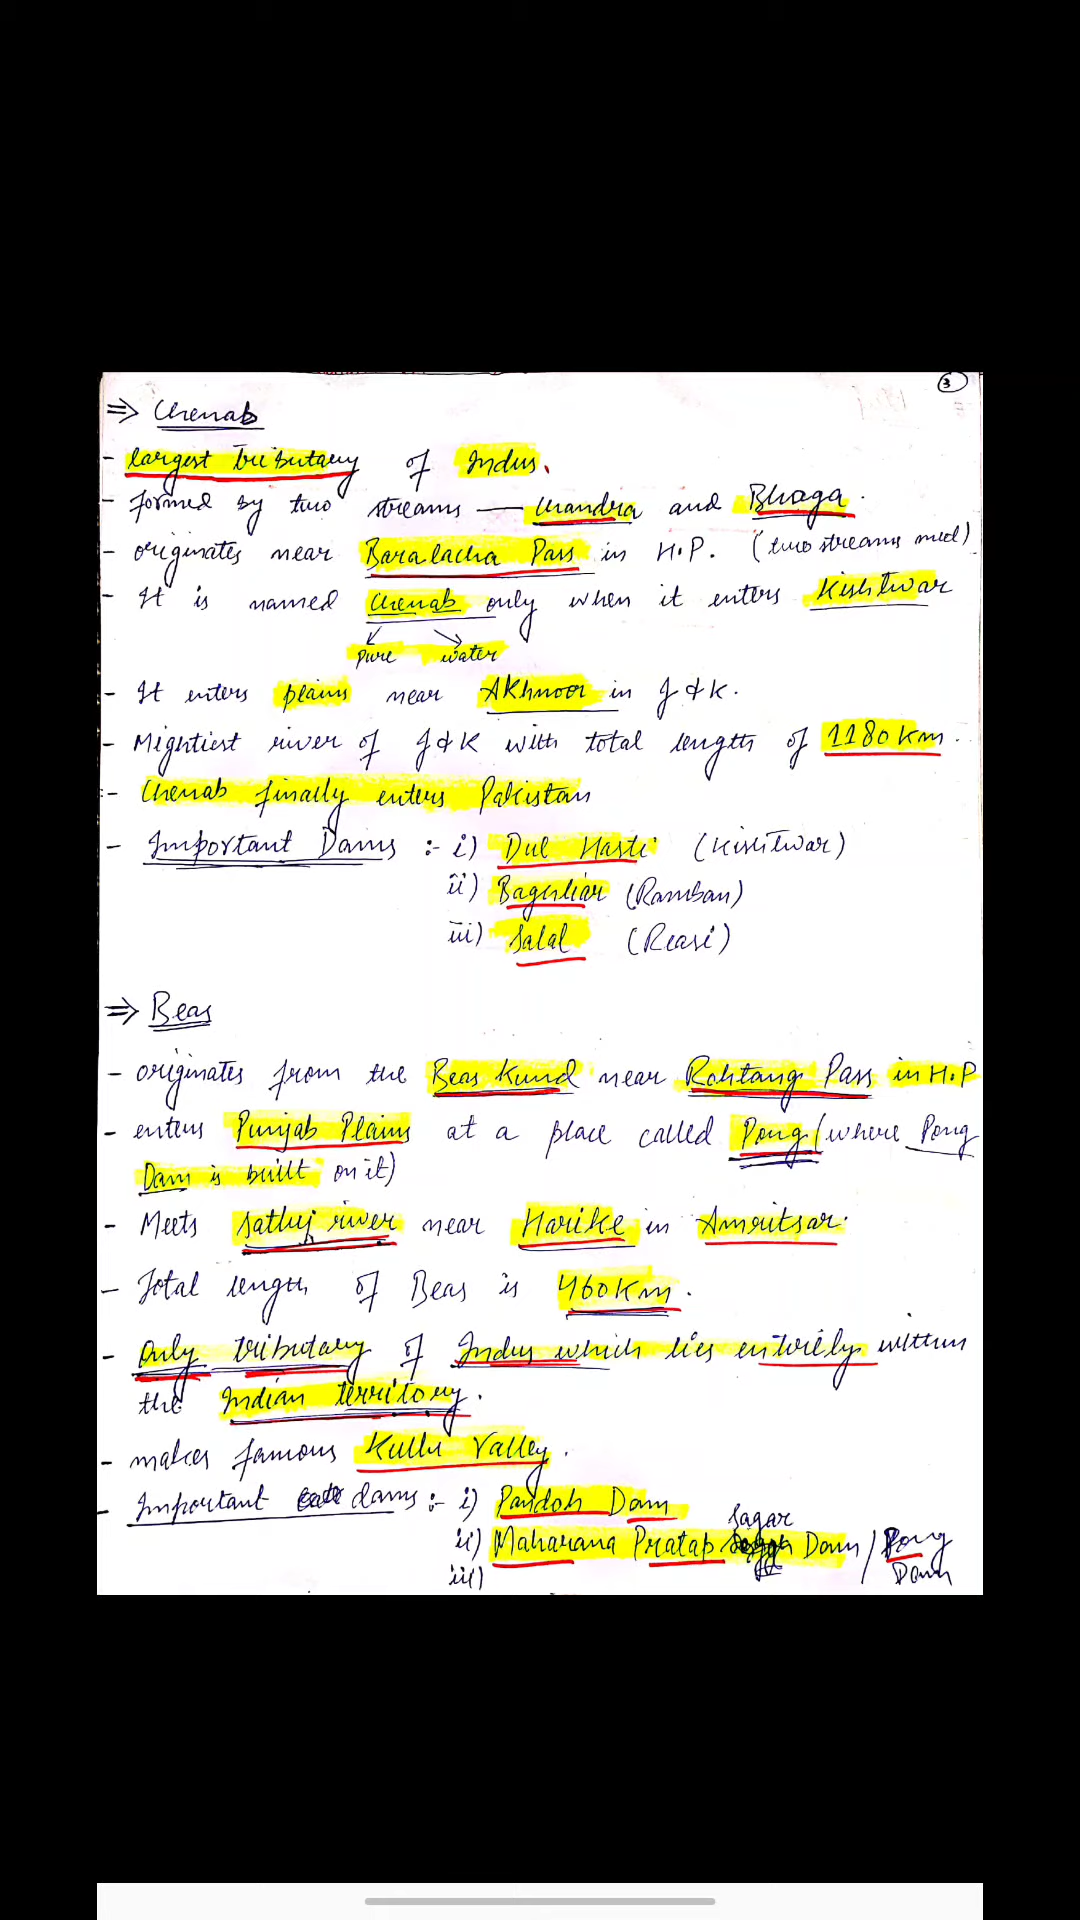 3
⇒ Chenab
- largest tributary of Indus.
- formed by two streams — Chandra and Bhaga.
- originates near Baralacha Pass in H.P. (two streams meet)
- It is named Chenab only when it enters Kishtwar
pure water
- It enters plains near Akhnoor in J&K.
- Mightiest river of J&K with total length of 1180 Km.
- Chenab finally enters Pakistan
- Important Dams :- i) Dul Hasti (Kishtwar)
ii) Bagerliar (Ramban)
iii) Salal (Reasi)
⇒ Beas
- originates from the Beas Kund near Rohtang Pass in H.P
- enters Punjab Plains at a place called Pong (where Pong
Dam is built on it)
- Meets Satluj river near Harike in Amritsar.
- Total length of Beas is 460 Km.
- Only tributary of Indus which lies entirely within
the Indian territory.
- makes famous Kullu Valley.
- Important dams :- i) Pandoh Dam
ii) Maharana Pratap Sagar Dam / Pong
Dam
iii)